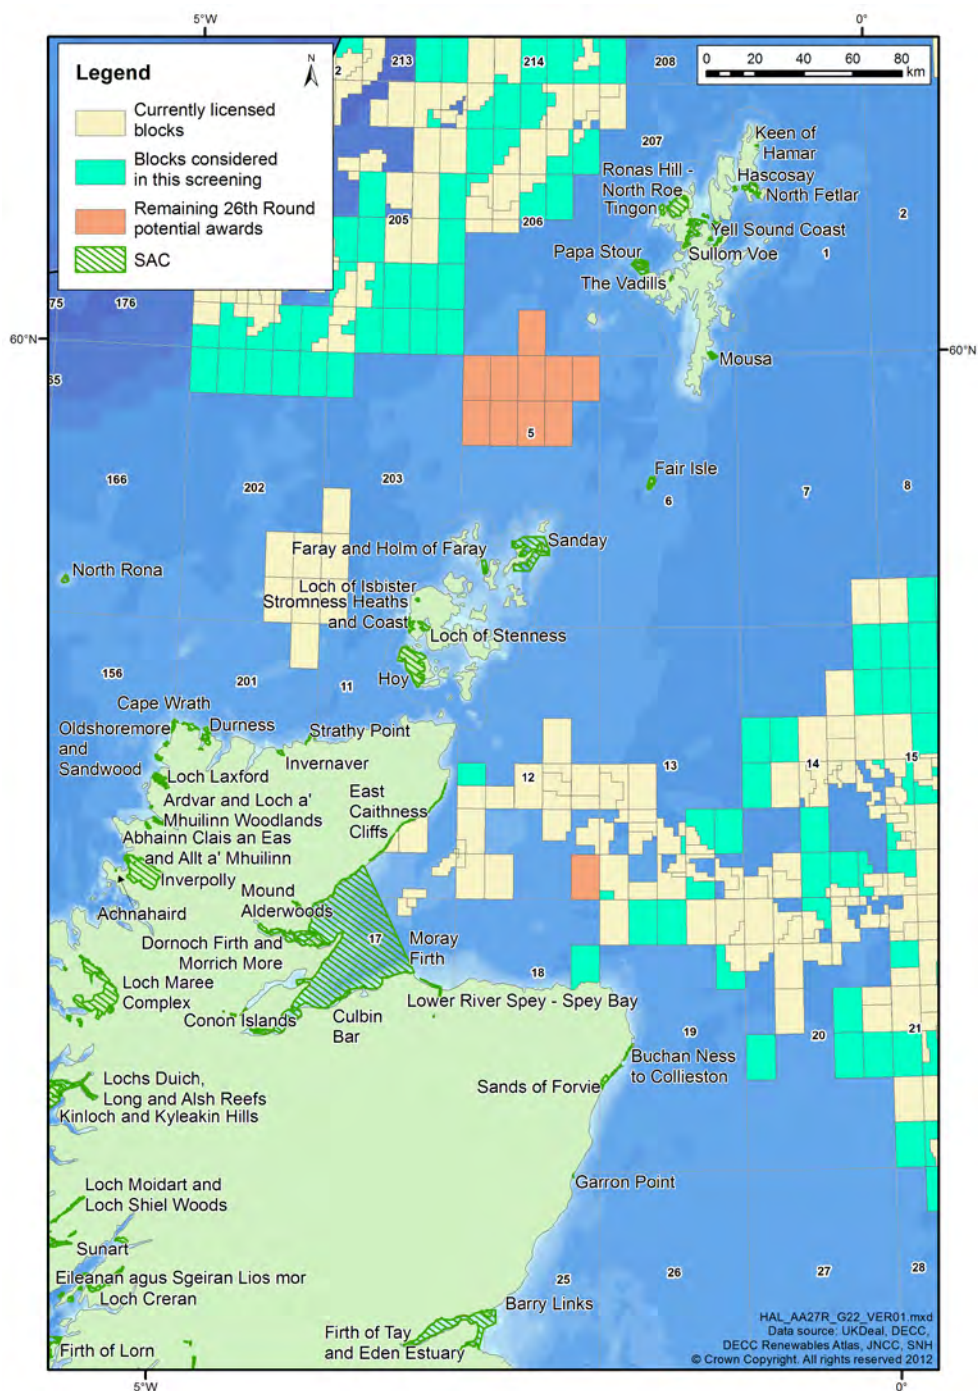 5°W
0°
Legend
N
Currently licensed
blocks
Blocks considered
in this screening
Remaining 26th Round
potential awards
SAC
0 20 40 60 80
km
2
213
214
208
207
Keen of
Hamar
Ronas Hill -
North Roe
Hascosay
North Fetlar
Tingon
205
206
2
Yell Sound Coast
1
Papa Stour
Sullom Voe
The Vadills
75
176
60°N
60°N
Mousa
65
5
166
202
203
Fair Isle
6
7
8
Sanday
Faray and Holm of Faray
North Rona
Loch of Isbister
Stromness Heaths
and Coast
Loch of Stenness
156
201
11
Hoy
Cape Wrath
Oldshoremore
and
Sandwood
Durness
Strathy Point
Invernaver
12
13
14
15
Loch Laxford
East
Caithness
Cliffs
Ardvar and Loch a'
Mhuilinn Woodlands
Abhainn Clais an Eas
and Allt a' Mhuilinn
Inverpolly
Mound
Alderwoods
Achnahaird
17
Moray
Firth
Dornoch Firth and
Morrich More
18
Loch Maree
Complex
Lower River Spey - Spey Bay
Conon Islands
Culbin
Bar
19
20
21
Buchan Ness
to Collieston
Lochs Duich,
Long and Alsh Reefs
Sands of Forvie
Kinloch and Kyleakin Hills
Garron Point
Loch Moidart and
Loch Shiel Woods
Sunart
Eileanan agus Sgeiran Lios mor
Loch Creran
25
26
27
28
Barry Links
Firth of Tay
and Eden Estuary
Firth of Lorn
HAL_AA27R_G22_VER01.mxd
Data source: UKDeal, DECC,
DECC Renewables Atlas, JNCC, SNH
© Crown Copyright. All rights reserved 2012
5°W
0°